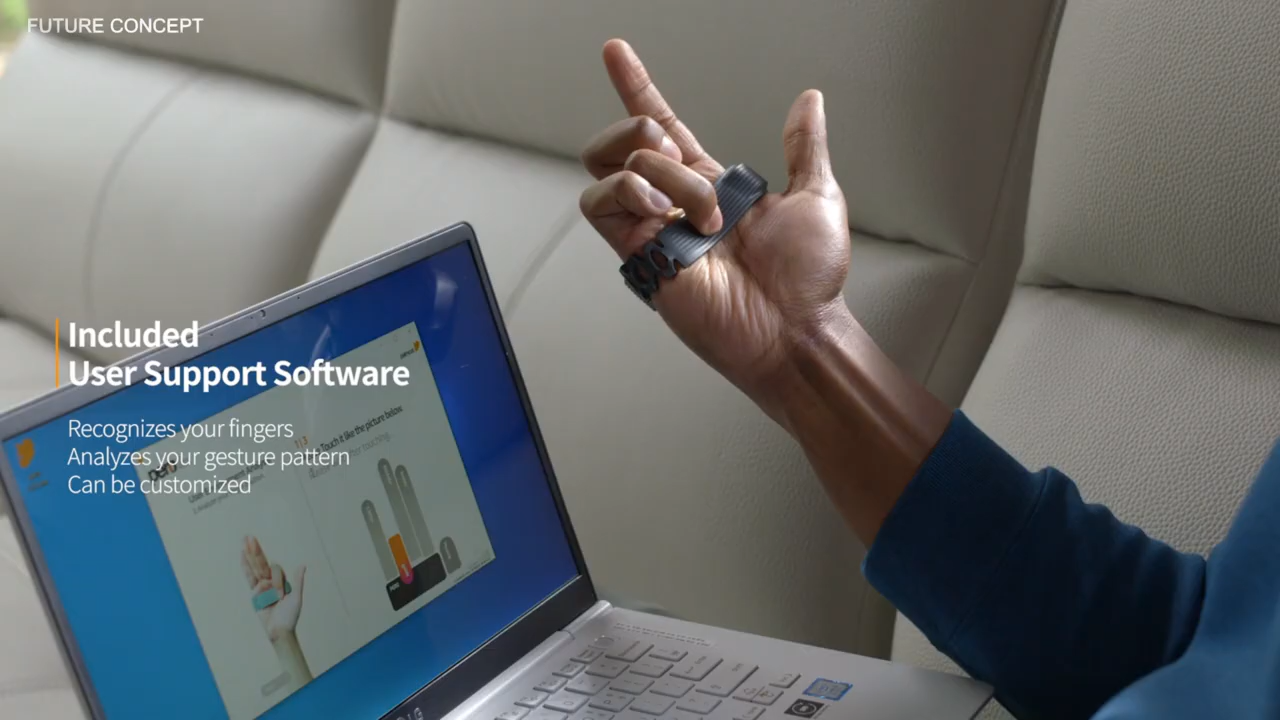 FUTURE CONCEPT
Included
User Support Software
Recognizes your fingers
Analyzes your gesture pattern
Can be customized
Touch it like the picture below